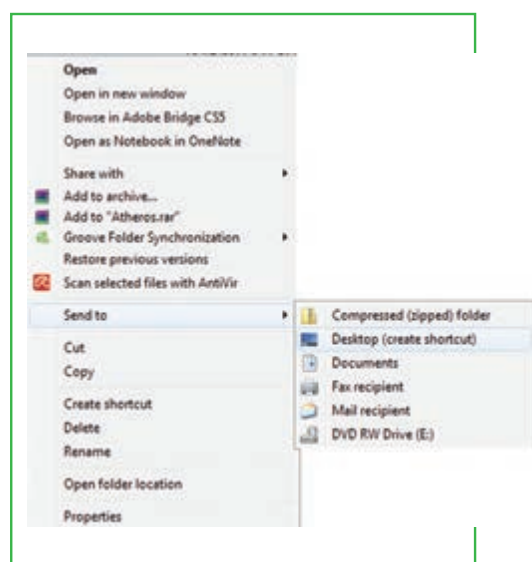 Open
Open in new window
Browse in Adobe Bridge CS5
Open as Notebook in OneNote
Share with
Add to archive...
Add to "Atheros.rar"
Groove Folder Synchronization
Restore previous versions
Scan selected files with AntiVir
Send to
Cut
Copy
Create shortcut
Delete
Rename
Open folder location
Properties
Compressed (zipped) folder
Desktop (create shortcut)
Documents
Fax recipient
Mail recipient
DVD RW Drive (E:)